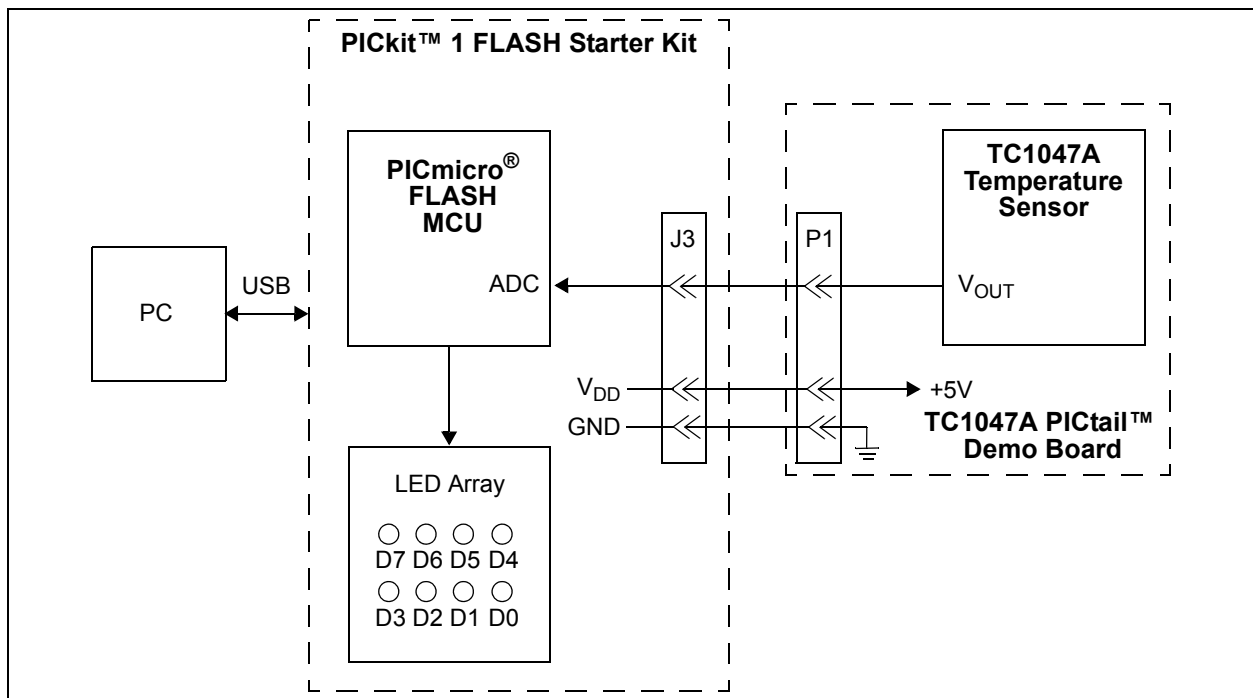 PICkit™ 1 FLASH Starter Kit
PICmicro®
FLASH
MCU
ADC
TC1047A
Temperature
Sensor
VOUT
J3
P1
PC
USB
VDD
GND
+5V
TC1047A PICtail™
Demo Board
LED Array
D7 D6 D5 D4
D3 D2 D1 D0